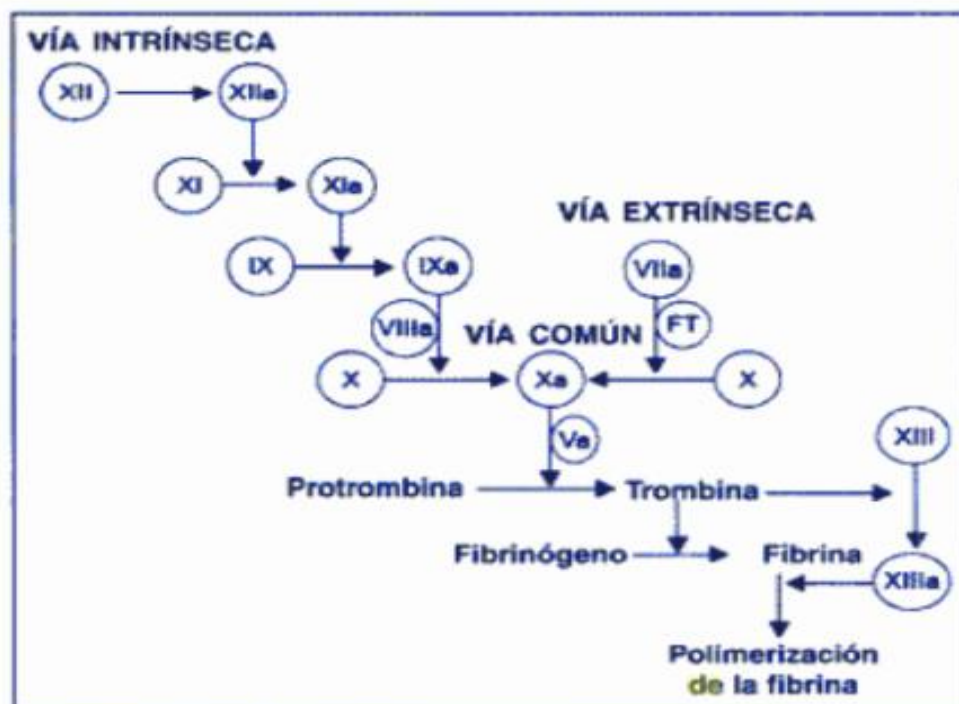 VÍA INTRÍNSECA
XII
XIIa
XI
XIa
VÍA EXTRÍNSECA
IX
IXa
VIIa
VIIIa
VÍA COMÚN
FT
X
Xa
X
Va
XIII
Protrombina
Trombina
Fibrinógeno
Fibrina
XIIIa
Polimerización
de la fibrina